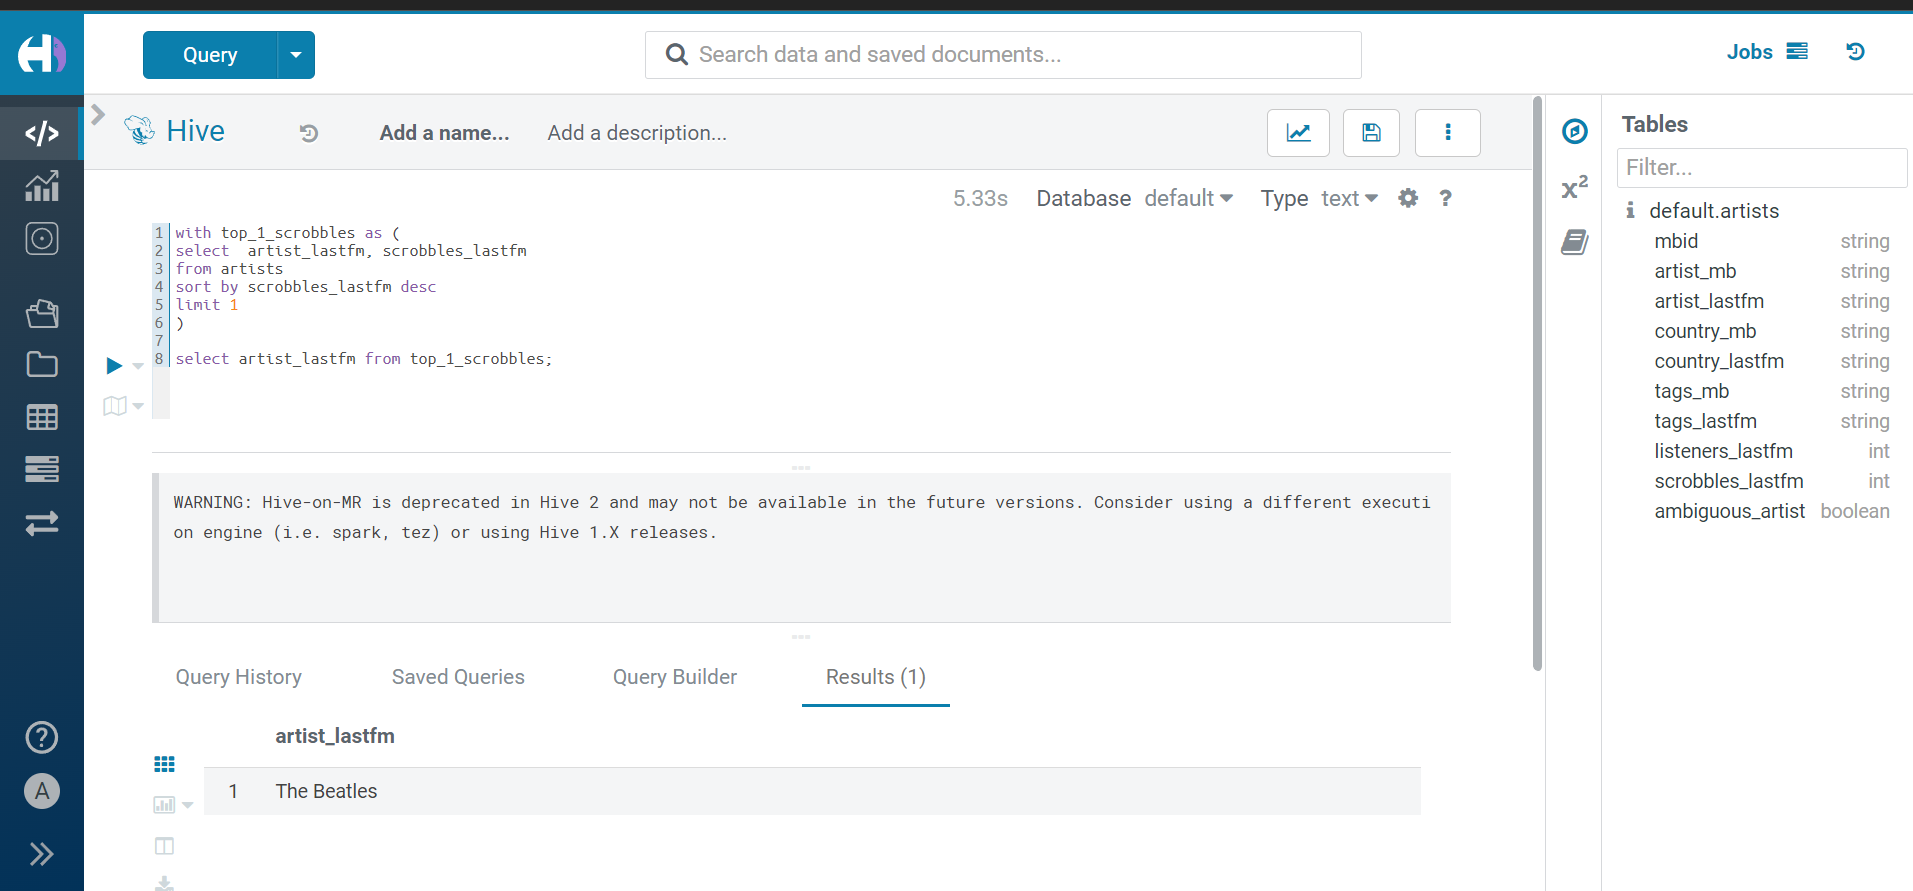 Query
Search data and saved documents...
Jobs
Hive
Add a name...
Add a description...
5.33s Database default Type text ?
1 with top_1_scrobbles as (
2 select  artist_lastfm, scrobbles_lastfm
3 from artists
4 sort by scrobbles_lastfm desc
5 limit 1
6 )
7
8 select artist_lastfm from top_1_scrobbles;
WARNING: Hive-on-MR is deprecated in Hive 2 and may not be available in the future versions. Consider using a different executi
on engine (i.e. spark, tez) or using Hive 1.X releases.
Query History
Saved Queries
Query Builder
Results (1)
artist_lastfm
1 The Beatles
?
A
x²
Tables
Filter...
i default.artists
mbid string
artist_mb string
artist_lastfm string
country_mb string
country_lastfm string
tags_mb string
tags_lastfm string
listeners_lastfm int
scrobbles_lastfm int
ambiguous_artist boolean